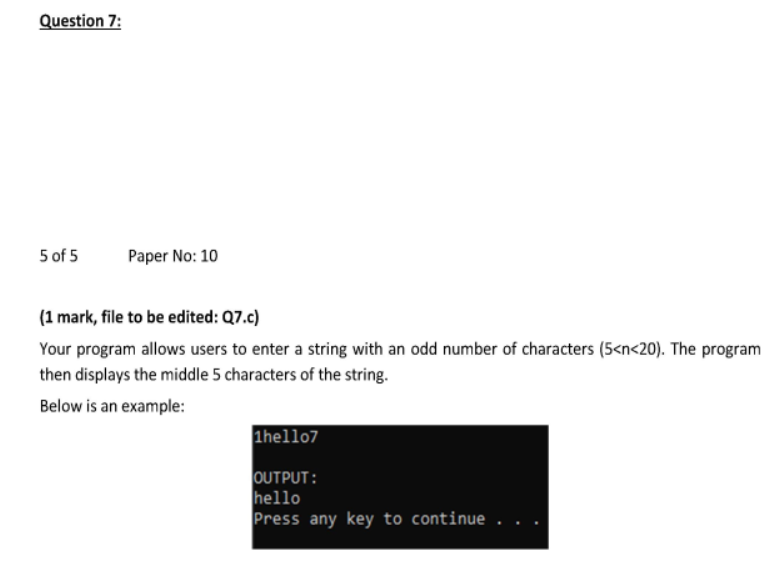 Question 7:
5 of 5 Paper No: 10
(1 mark, file to be edited: Q7.c)
Your program allows users to enter a string with an odd number of characters (5<n<20). The program
then displays the middle 5 characters of the string.
Below is an example:
1hello7
OUTPUT:
hello
Press any key to continue . . .